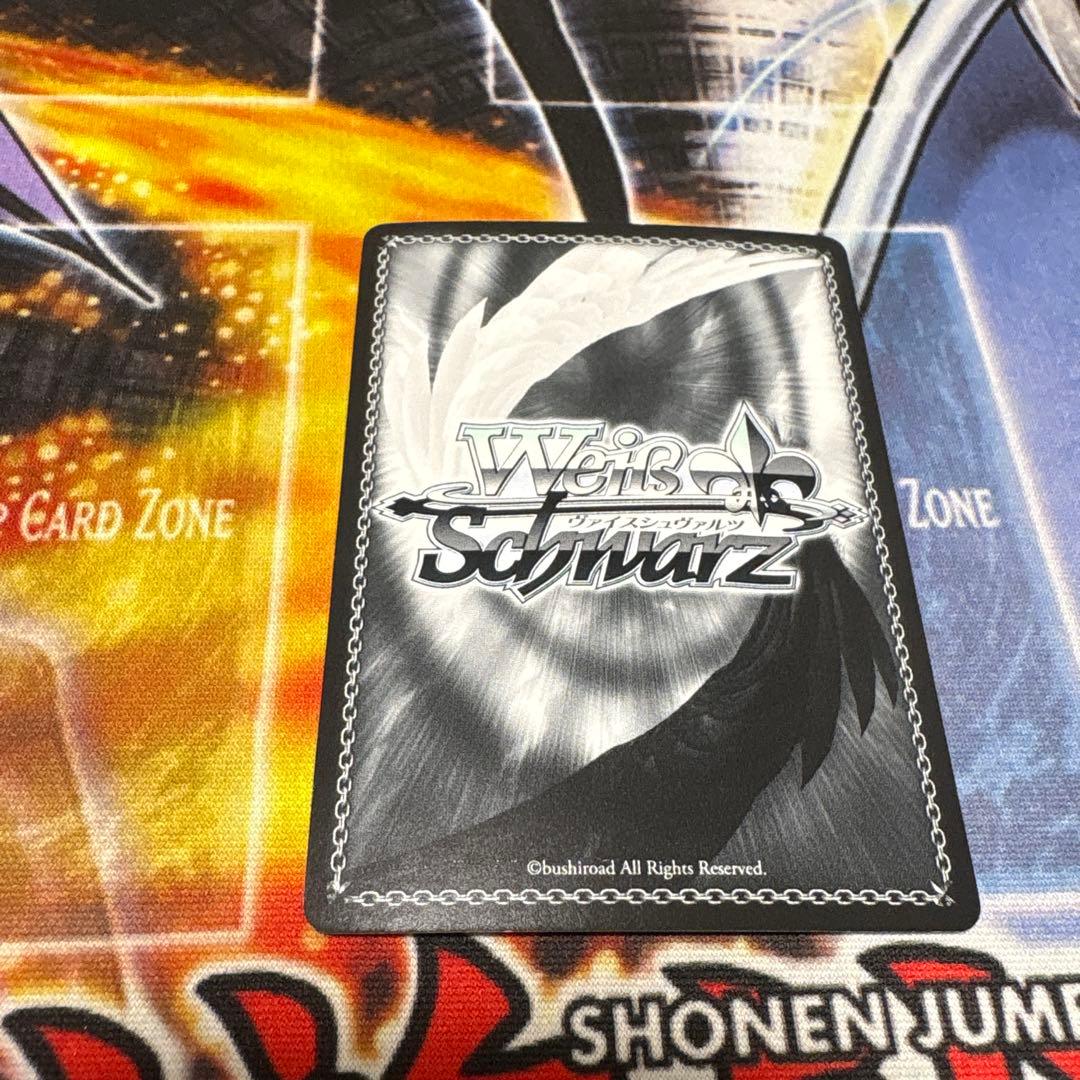 CARD ZONE
ZONE
Weiß
ヴァイスシュヴァルツ
Schwarz
©bushiroad All Rights Reserved.
SHONEN JUMP